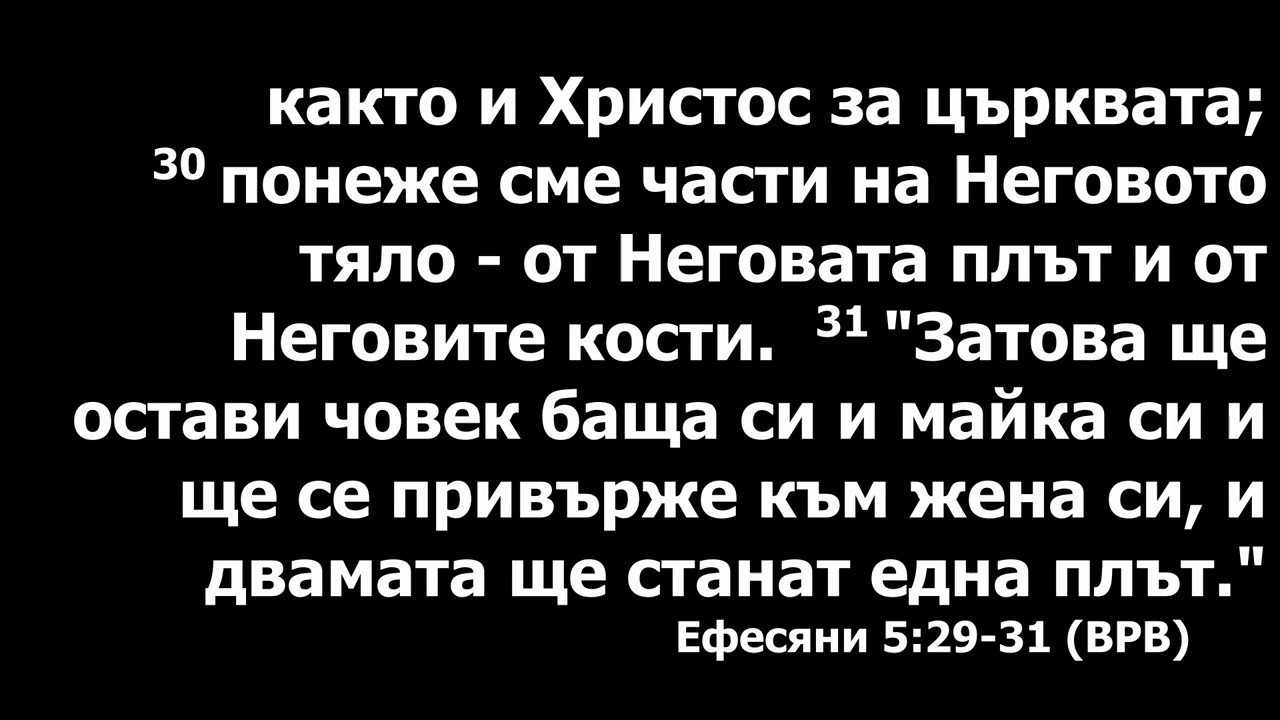 както и Христос за църквата;
30 понеже сме части на Неговото
тяло - от Неговата плът и от
Неговите кости. 31 "Затова ще
остави човек баща си и майка си и
ще се привърже към жена си, и
двамата ще станат една плът."
Ефесяни 5:29-31 (ВРВ)